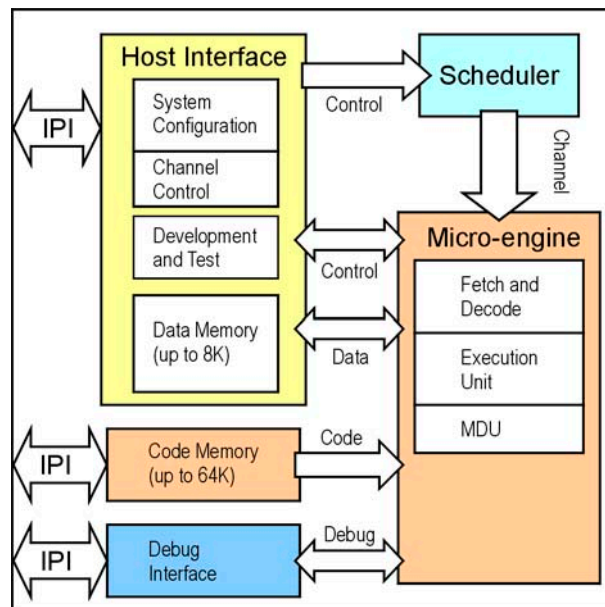 Host Interface
System
Configuration
Channel
Control
Development
and Test
Data Memory
(up to 8K)
IPI
Control
Scheduler
Channel
Control
Data
Micro-engine
Fetch and
Decode
Execution
Unit
MDU
IPI
Code Memory
(up to 64K)
Code
IPI
Debug
Interface
Debug